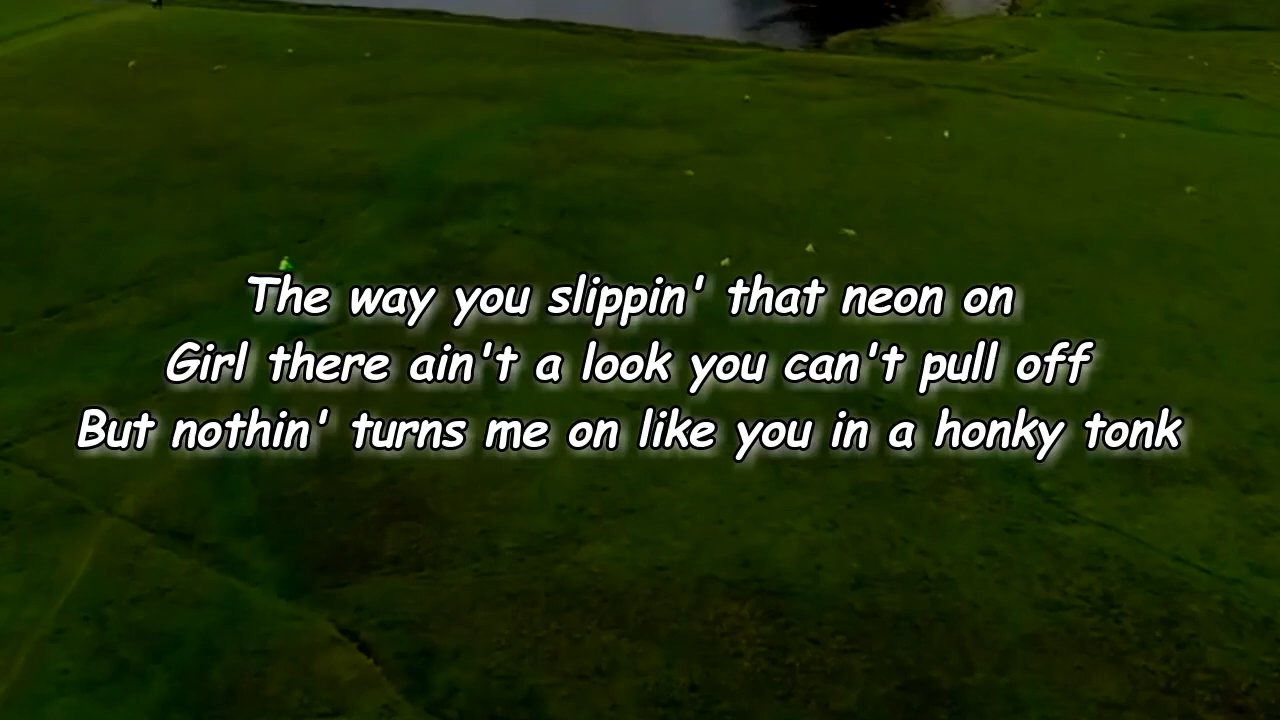 The way you slippin' that neon on
Girl there ain't a look you can't pull off
But nothin' turns me on like you in a honky tonk